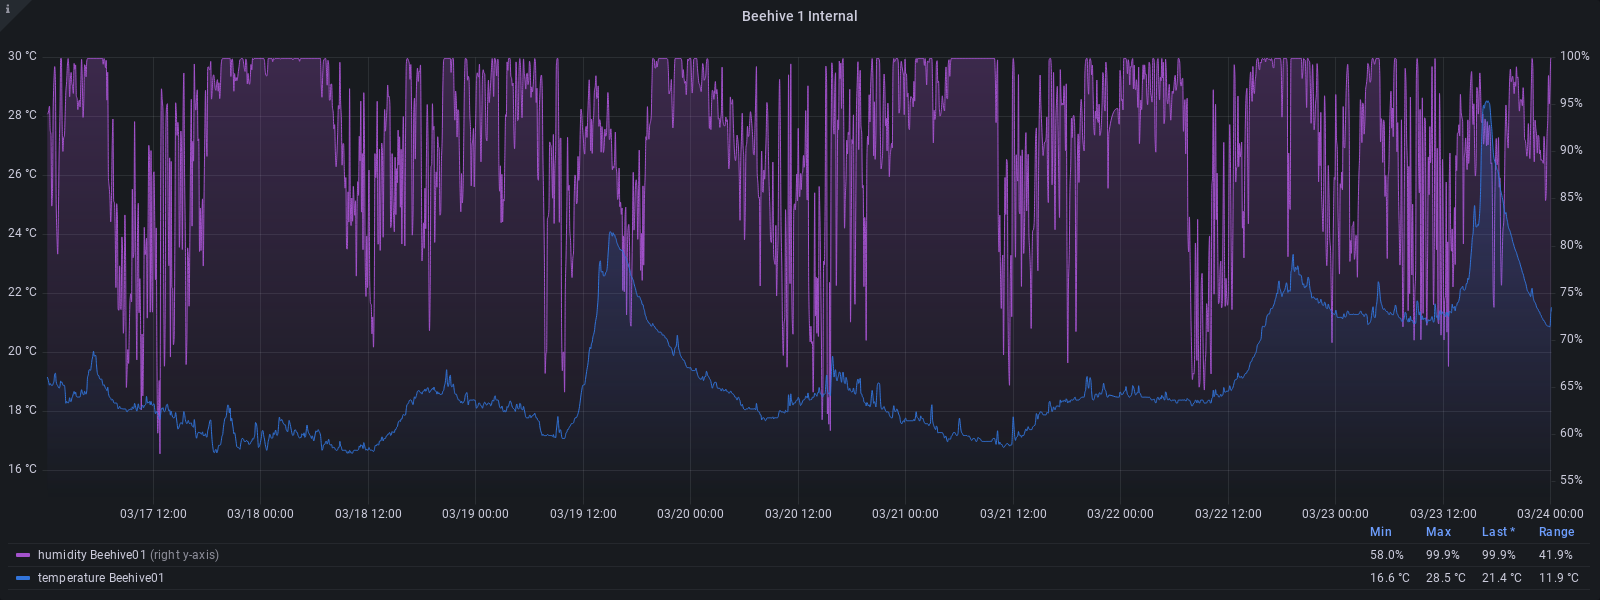 i
Beehive 1 Internal
30 °C 100%
28 °C 95%
26 °C 90%
24 °C 85%
22 °C 80%
20 °C 75%
18 °C 70%
16 °C 65%
60%
55%
03/17 12:00 03/18 00:00 03/18 12:00 03/19 00:00 03/19 12:00 03/20 00:00 03/20 12:00 03/21 00:00 03/21 12:00 03/22 00:00 03/22 12:00 03/23 00:00 03/23 12:00 03/24 00:00
Min Max Last * Range
humidity Beehive01 (right y-axis) 58.0% 99.9% 99.9% 41.9%
temperature Beehive01 16.6 °C 28.5 °C 21.4 °C 11.9 °C